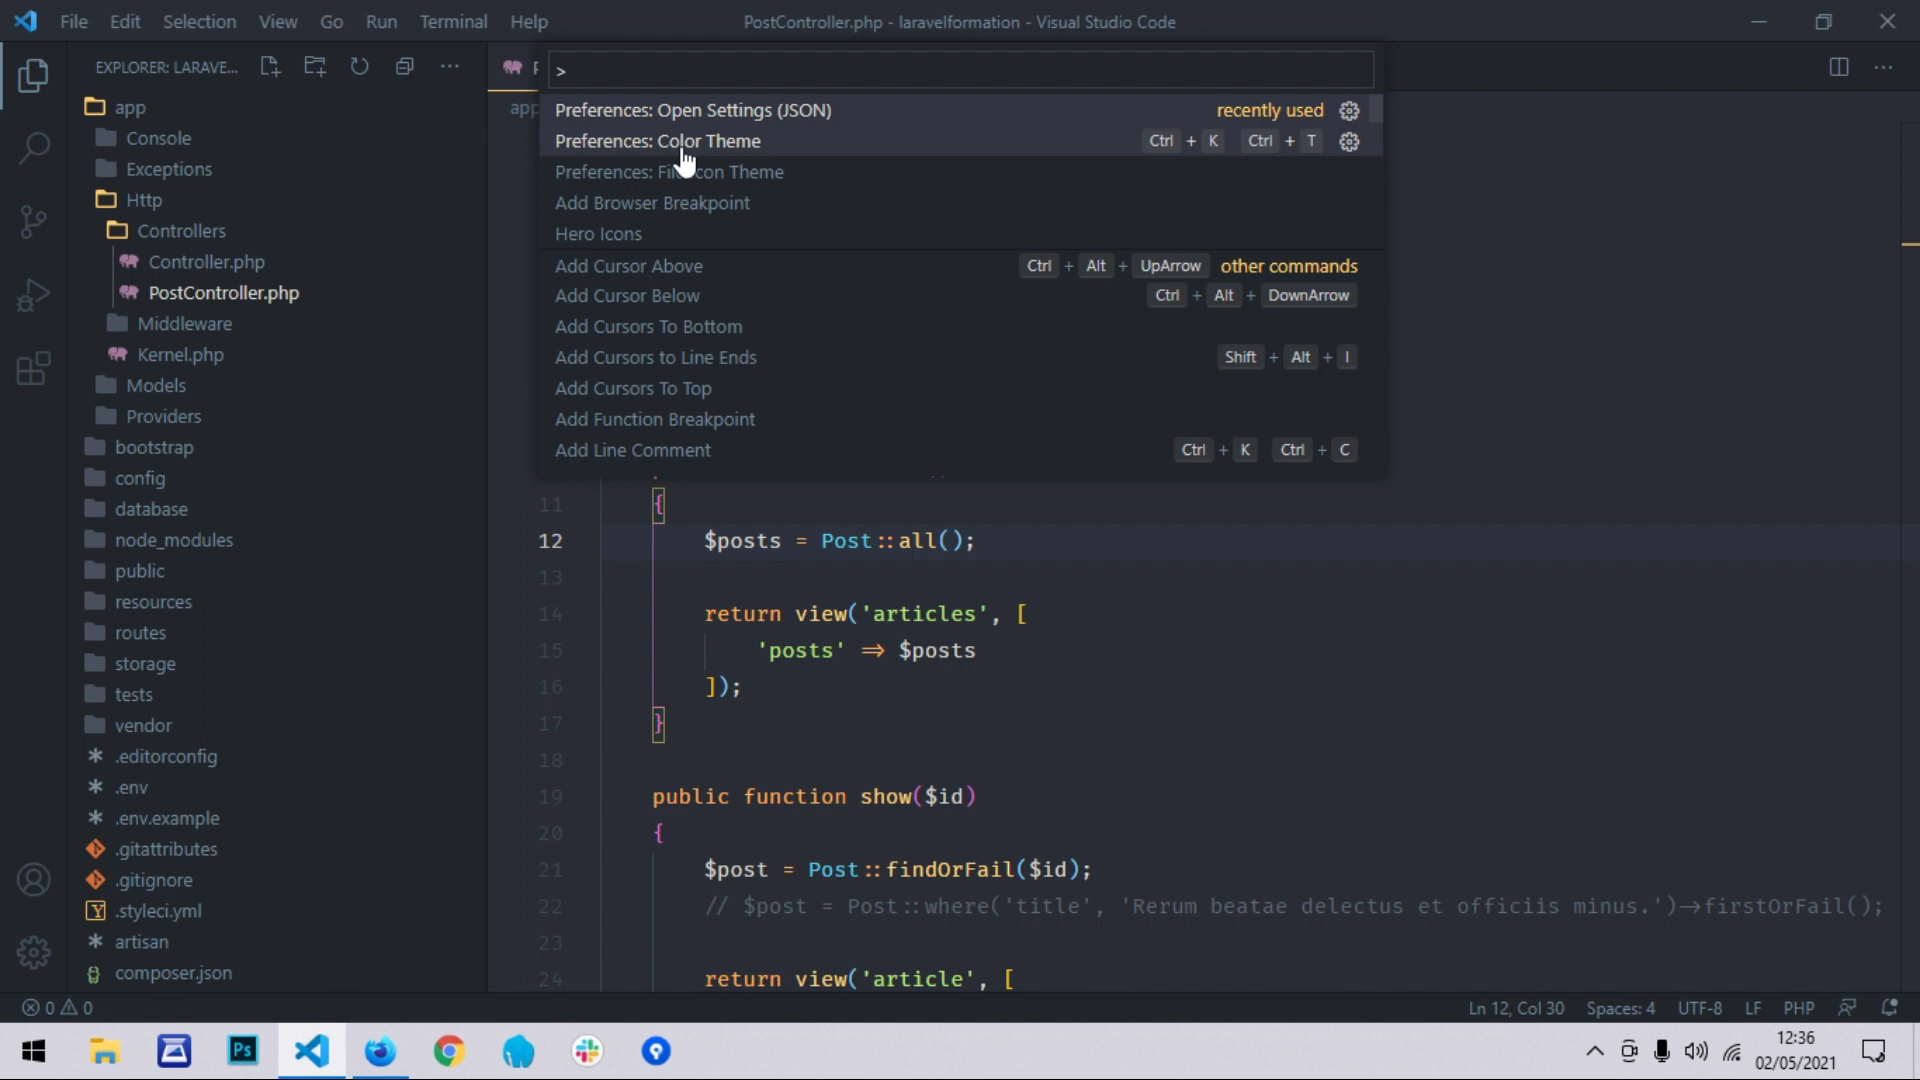 File Edit Selection View Go Run Terminal Help
PostController.php - laravelformation - Visual Studio Code
EXPLORER: LARAVE...
app
Console
Exceptions
Http
Controllers
Controller.php
PostController.php
Middleware
Kernel.php
Models
Providers
bootstrap
config
database
node_modules
public
resources
routes
storage
tests
vendor
.editorconfig
.env
.env.example
.gitattributes
.gitignore
.styleci.yml
artisan
composer.json
app
>
Preferences: Open Settings (JSON) recently used
Preferences: Color Theme Ctrl + K Ctrl + T
Preferences: Icon Theme
Add Browser Breakpoint
Hero Icons
Add Cursor Above Ctrl + Alt + UpArrow other commands
Add Cursor Below Ctrl + Alt + DownArrow
Add Cursors To Bottom
Add Cursors to Line Ends Shift + Alt + I
Add Cursors To Top
Add Function Breakpoint
Add Line Comment Ctrl + K Ctrl + C
11 {
12 $posts = Post::all();
13
14 return view('articles', [
15 'posts' => $posts
16 ]);
17 }
18
19 public function show($id)
20 {
21 $post = Post::findOrFail($id);
22 // $post = Post::where('title', 'Rerum beatae delectus et officiis minus.')->firstOrFail();
23
24 return view('article', [
0 0
Ln 12, Col 30 Spaces: 4 UTF-8 LF PHP
Ps
12:36
02/05/2021